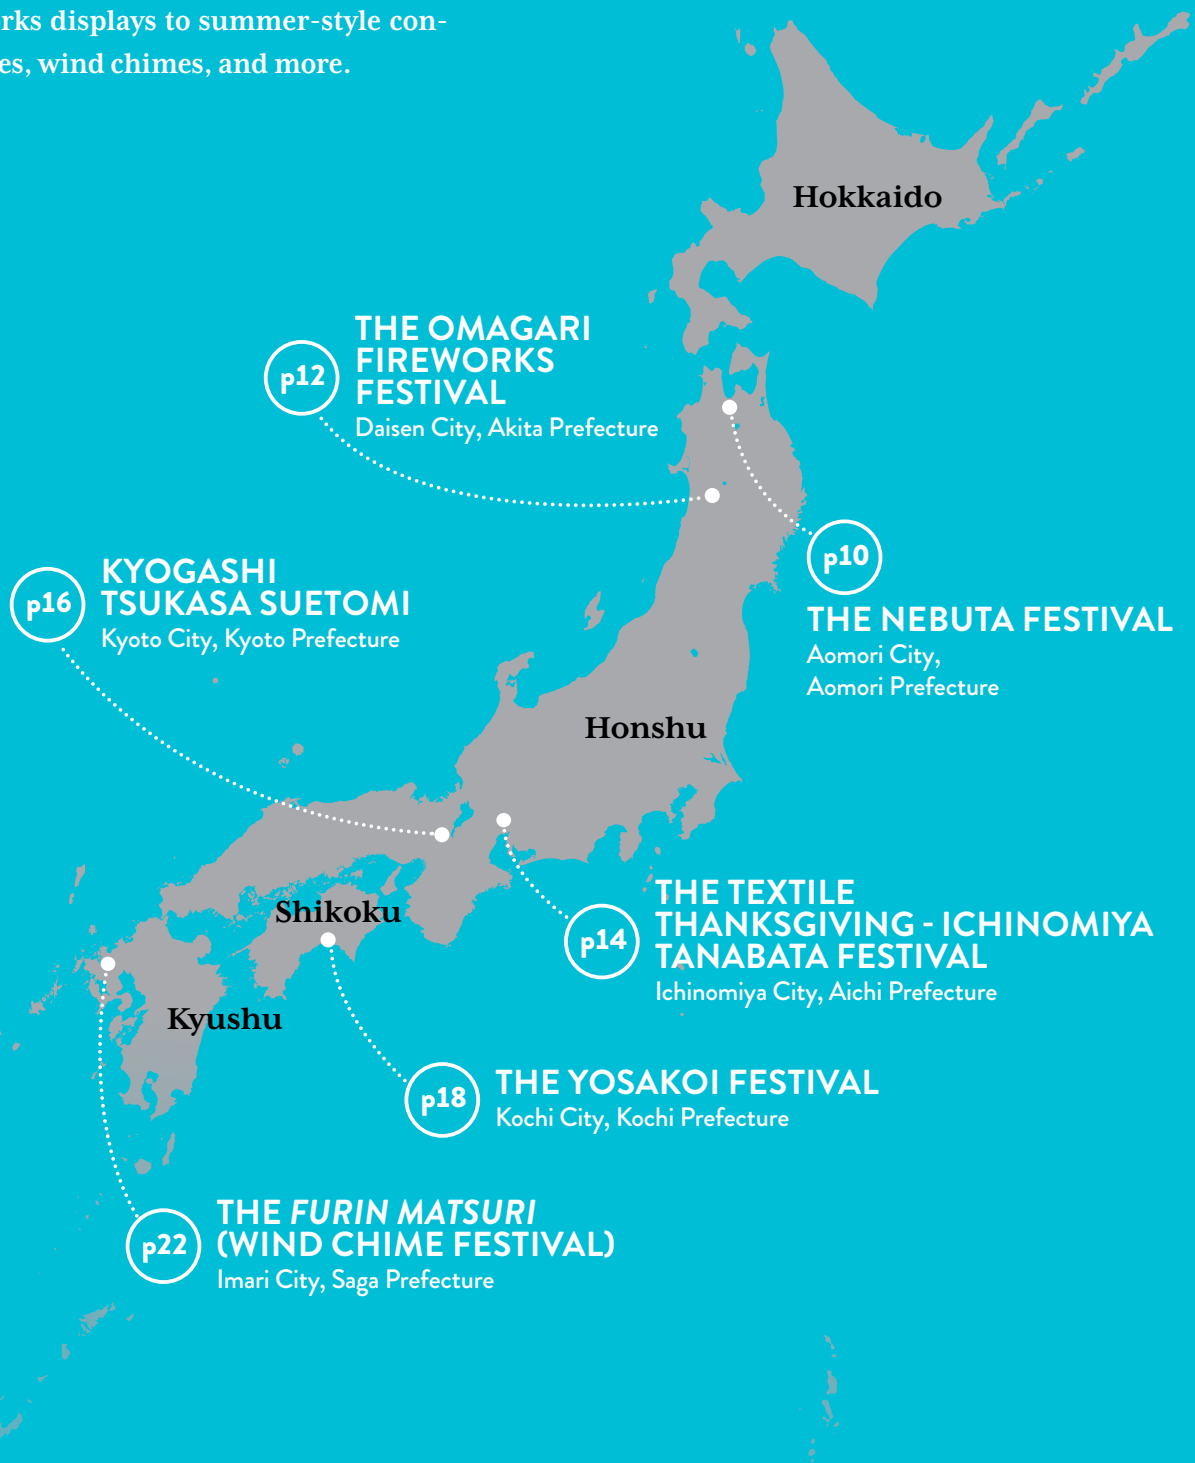 rks displays to summer-style con-
es, wind chimes, and more.
Hokkaido
p12
THE OMAGARI
FIREWORKS
FESTIVAL
Daisen City, Akita Prefecture
p10
THE NEBUTA FESTIVAL
Aomori City,
Aomori Prefecture
p16
KYOGASHI
TSUKASA SUETOMI
Kyoto City, Kyoto Prefecture
Honshu
p14
THE TEXTILE
THANKSGIVING - ICHINOMIYA
TANABATA FESTIVAL
Ichinomiya City, Aichi Prefecture
Shikoku
Kyushu
p18
THE YOSAKOI FESTIVAL
Kochi City, Kochi Prefecture
p22
THE FURIN MATSURI
(WIND CHIME FESTIVAL)
Imari City, Saga Prefecture